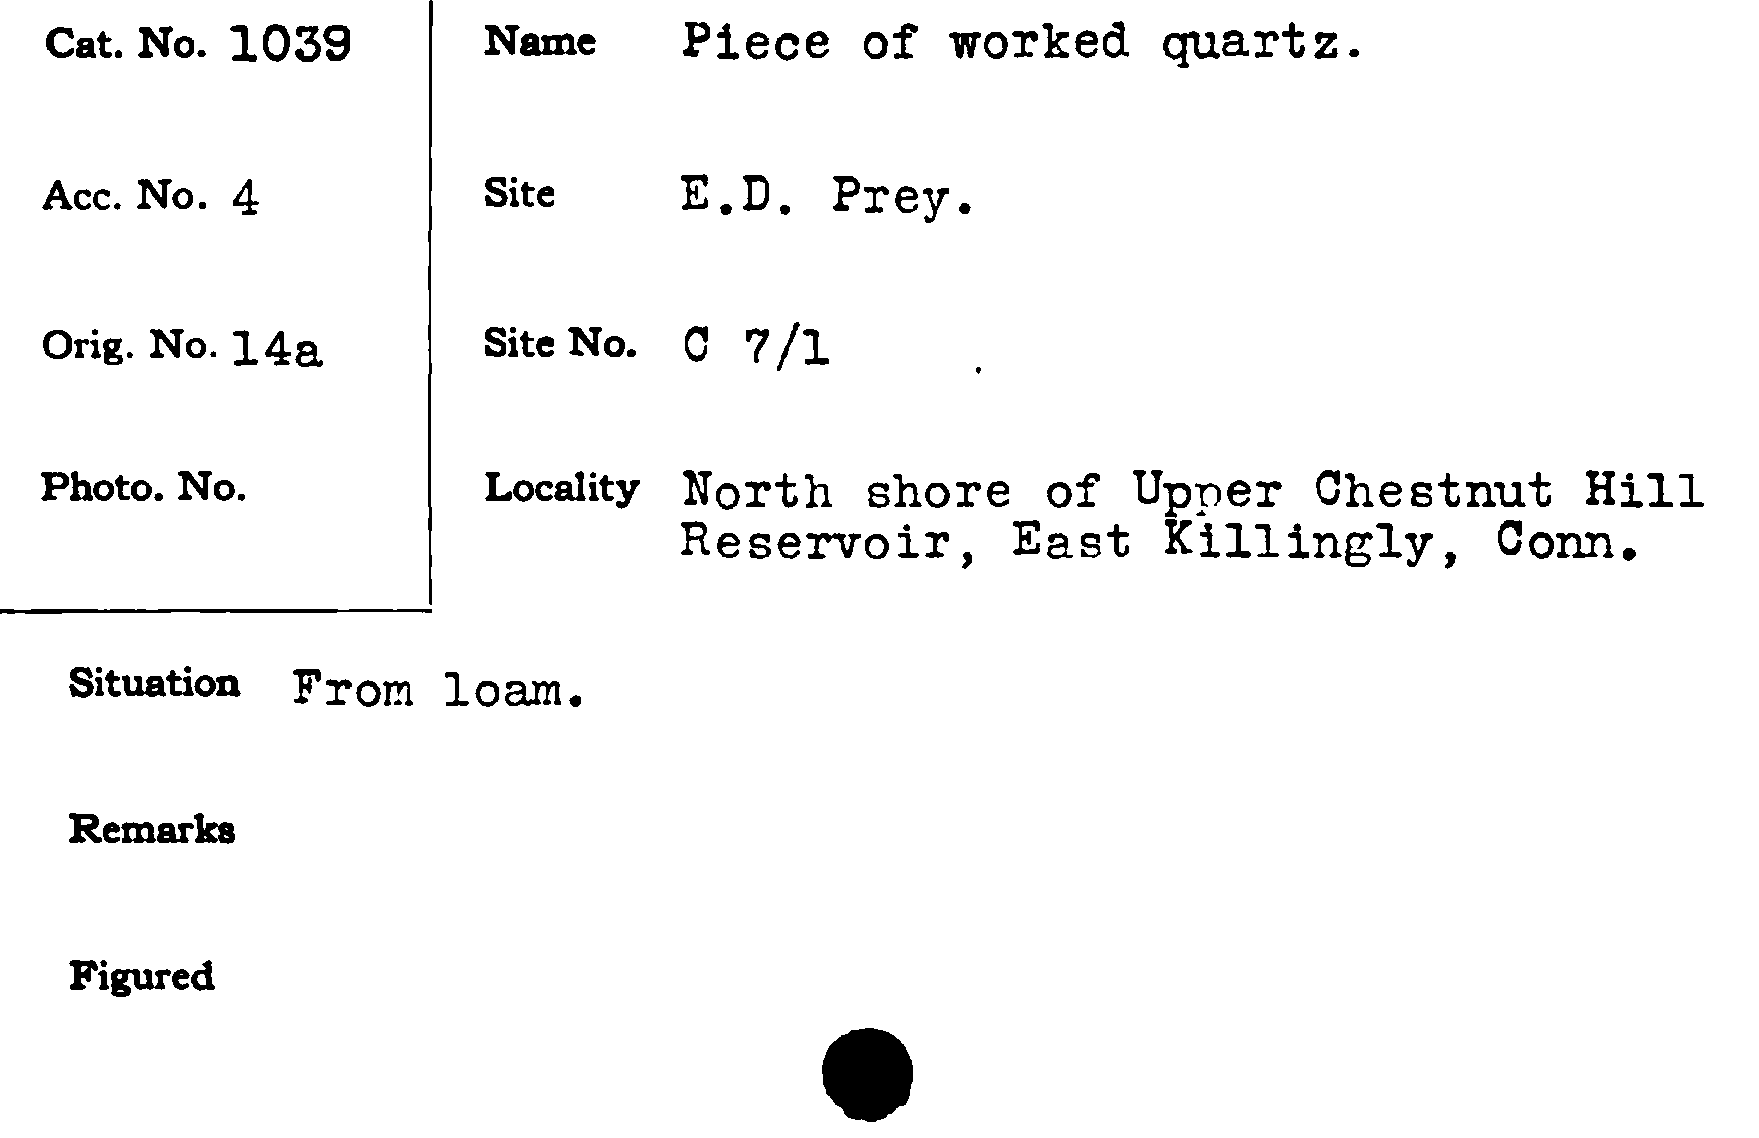 Cat. No. 1039
Name Piece of worked quartz.
Acc. No. 4
Site E.D. Prey.
Orig. No. 14a
Site No. C 7/1
Photo. No.
Locality North shore of Upper Chestnut Hill
Reservoir, East Killingly, Conn.
Situation From loam.
Remarks
Figured